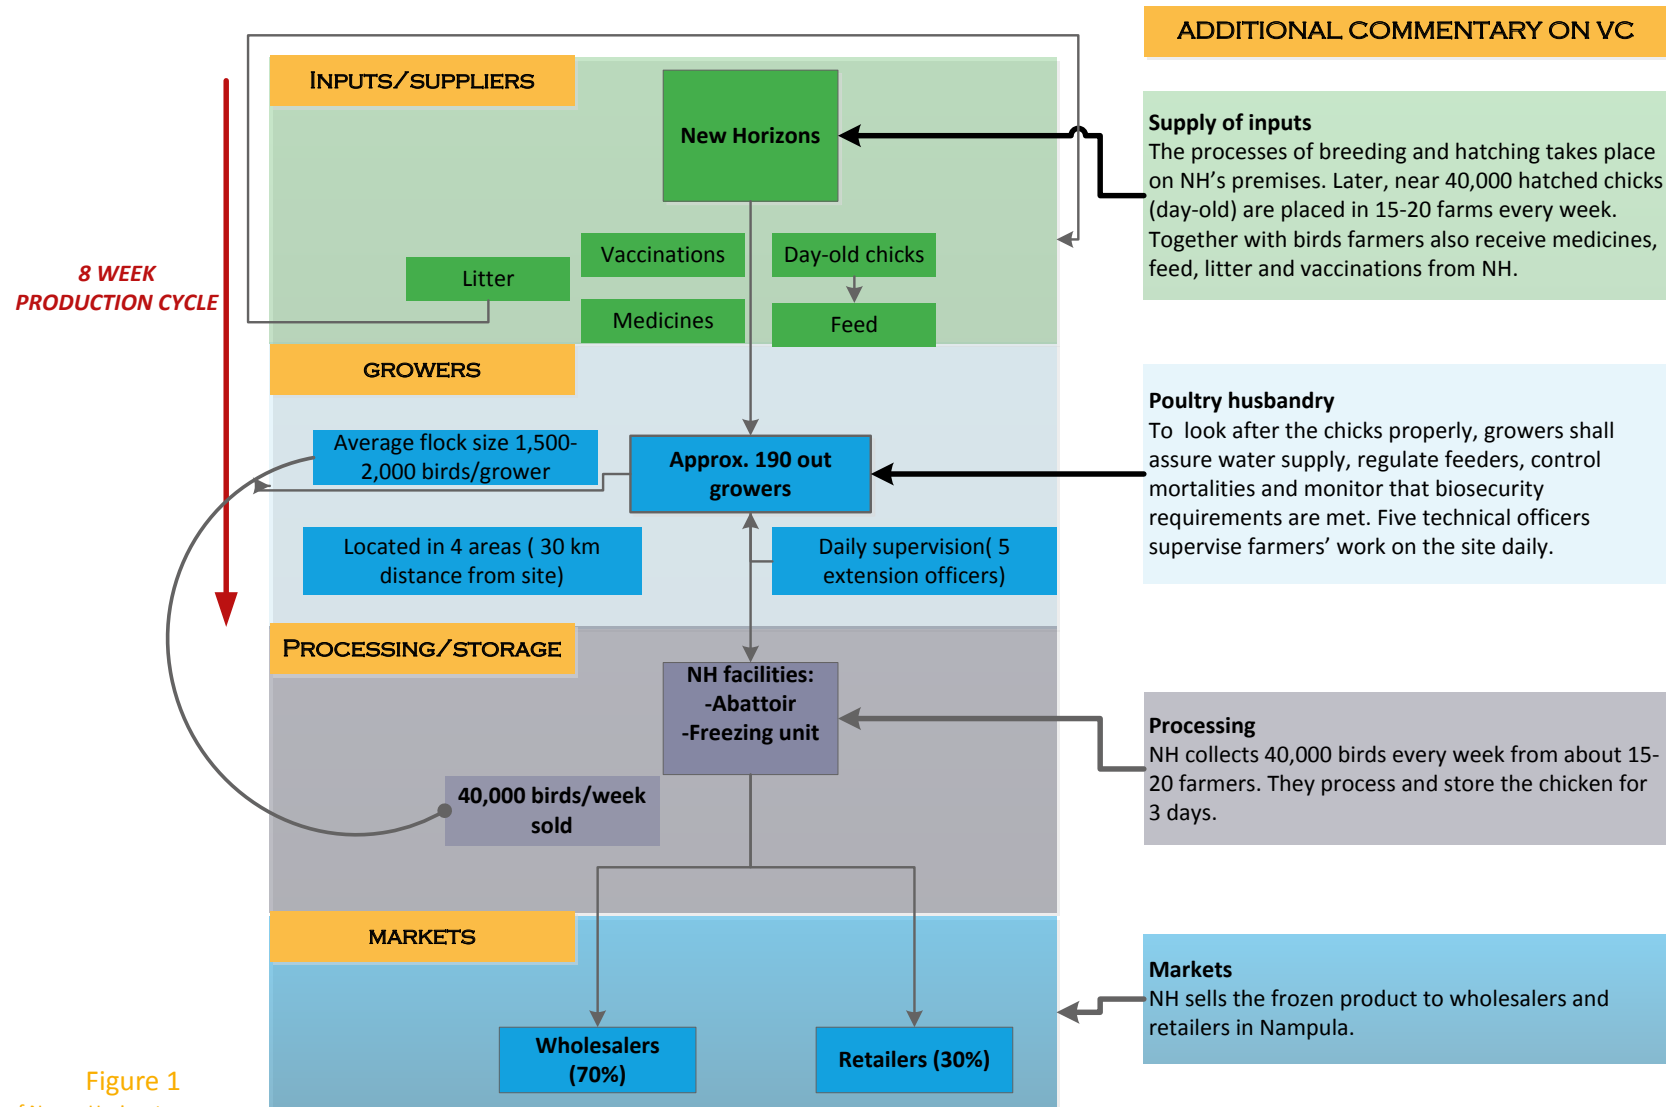 ADDITIONAL COMMENTARY ON VC
INPUTS/SUPPLIERS
New Horizons
Supply of inputs
The processes of breeding and hatching takes place
on NH's premises. Later, near 40,000 hatched chicks
(day-old) are placed in 15-20 farms every week.
Together with birds farmers also receive medicines,
feed, litter and vaccinations from NH.
8 WEEK
PRODUCTION CYCLE
Litter
Vaccinations
Day-old chicks
Medicines
Feed
GROWERS
Average flock size 1,500-
2,000 birds/grower
Approx. 190 out
growers
Located in 4 areas ( 30 km
distance from site)
Daily supervision( 5
extension officers)
Poultry husbandry
To  look after the chicks properly, growers shall
assure water supply, regulate feeders, control
mortalities and monitor that biosecurity
requirements are met. Five technical officers
supervise farmers' work on the site daily.
PROCESSING/STORAGE
NH facilities:
-Abattoir
-Freezing unit
40,000 birds/week
sold
Processing
NH collects 40,000 birds every week from about 15-
20 farmers. They process and store the chicken for
3 days.
MARKETS
Wholesalers
(70%)
Retailers (30%)
Markets
NH sells the frozen product to wholesalers and
retailers in Nampula.
Figure 1